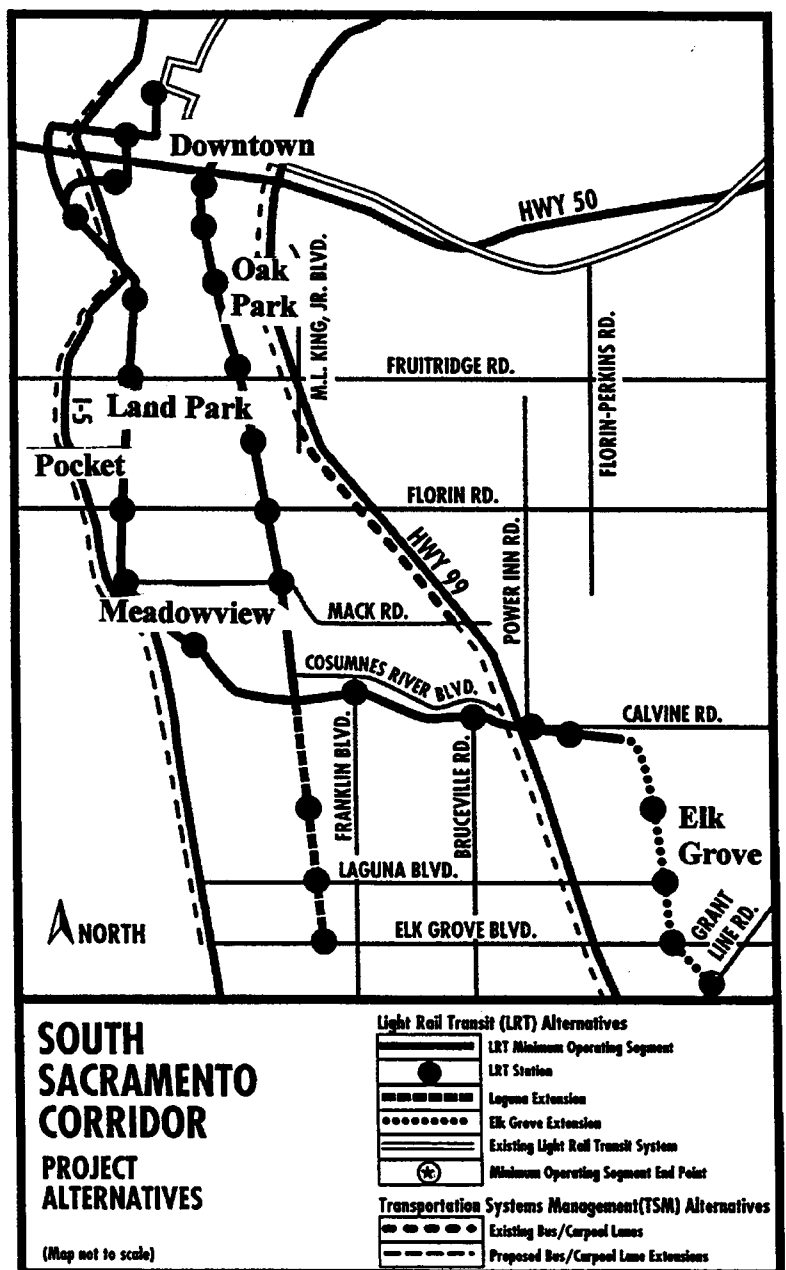 Downtown
HWY 50
Oak
Park
M.L. KING, JR. BLVD.
FLORIN-PERKINS RD.
FRUITRIDGE RD.
I-5
Land Park
Pocket
FLORIN RD.
HWY 99
POWER INN RD.
Meadowview
MACK RD.
COSUMNES RIVER BLVD.
CALVINE RD.
FRANKLIN BLVD.
BRUCEVILLE RD.
Elk
Grove
LAGUNA BLVD.
GRANT
LINE RD.
NORTH
ELK GROVE BLVD.
SOUTH
SACRAMENTO
CORRIDOR
PROJECT
ALTERNATIVES
(Map not to scale)
Light Rail Transit (LRT) Alternatives
LRT Minimum Operating Segment
LRT Station
Laguna Extension
Elk Grove Extension
Existing Light Rail Transit System
Minimum Operating Segment End Point
Transportation Systems Management(TSM) Alternatives
Existing Bus/Carpool Lanes
Proposed Bus/Carpool Lane Extensions